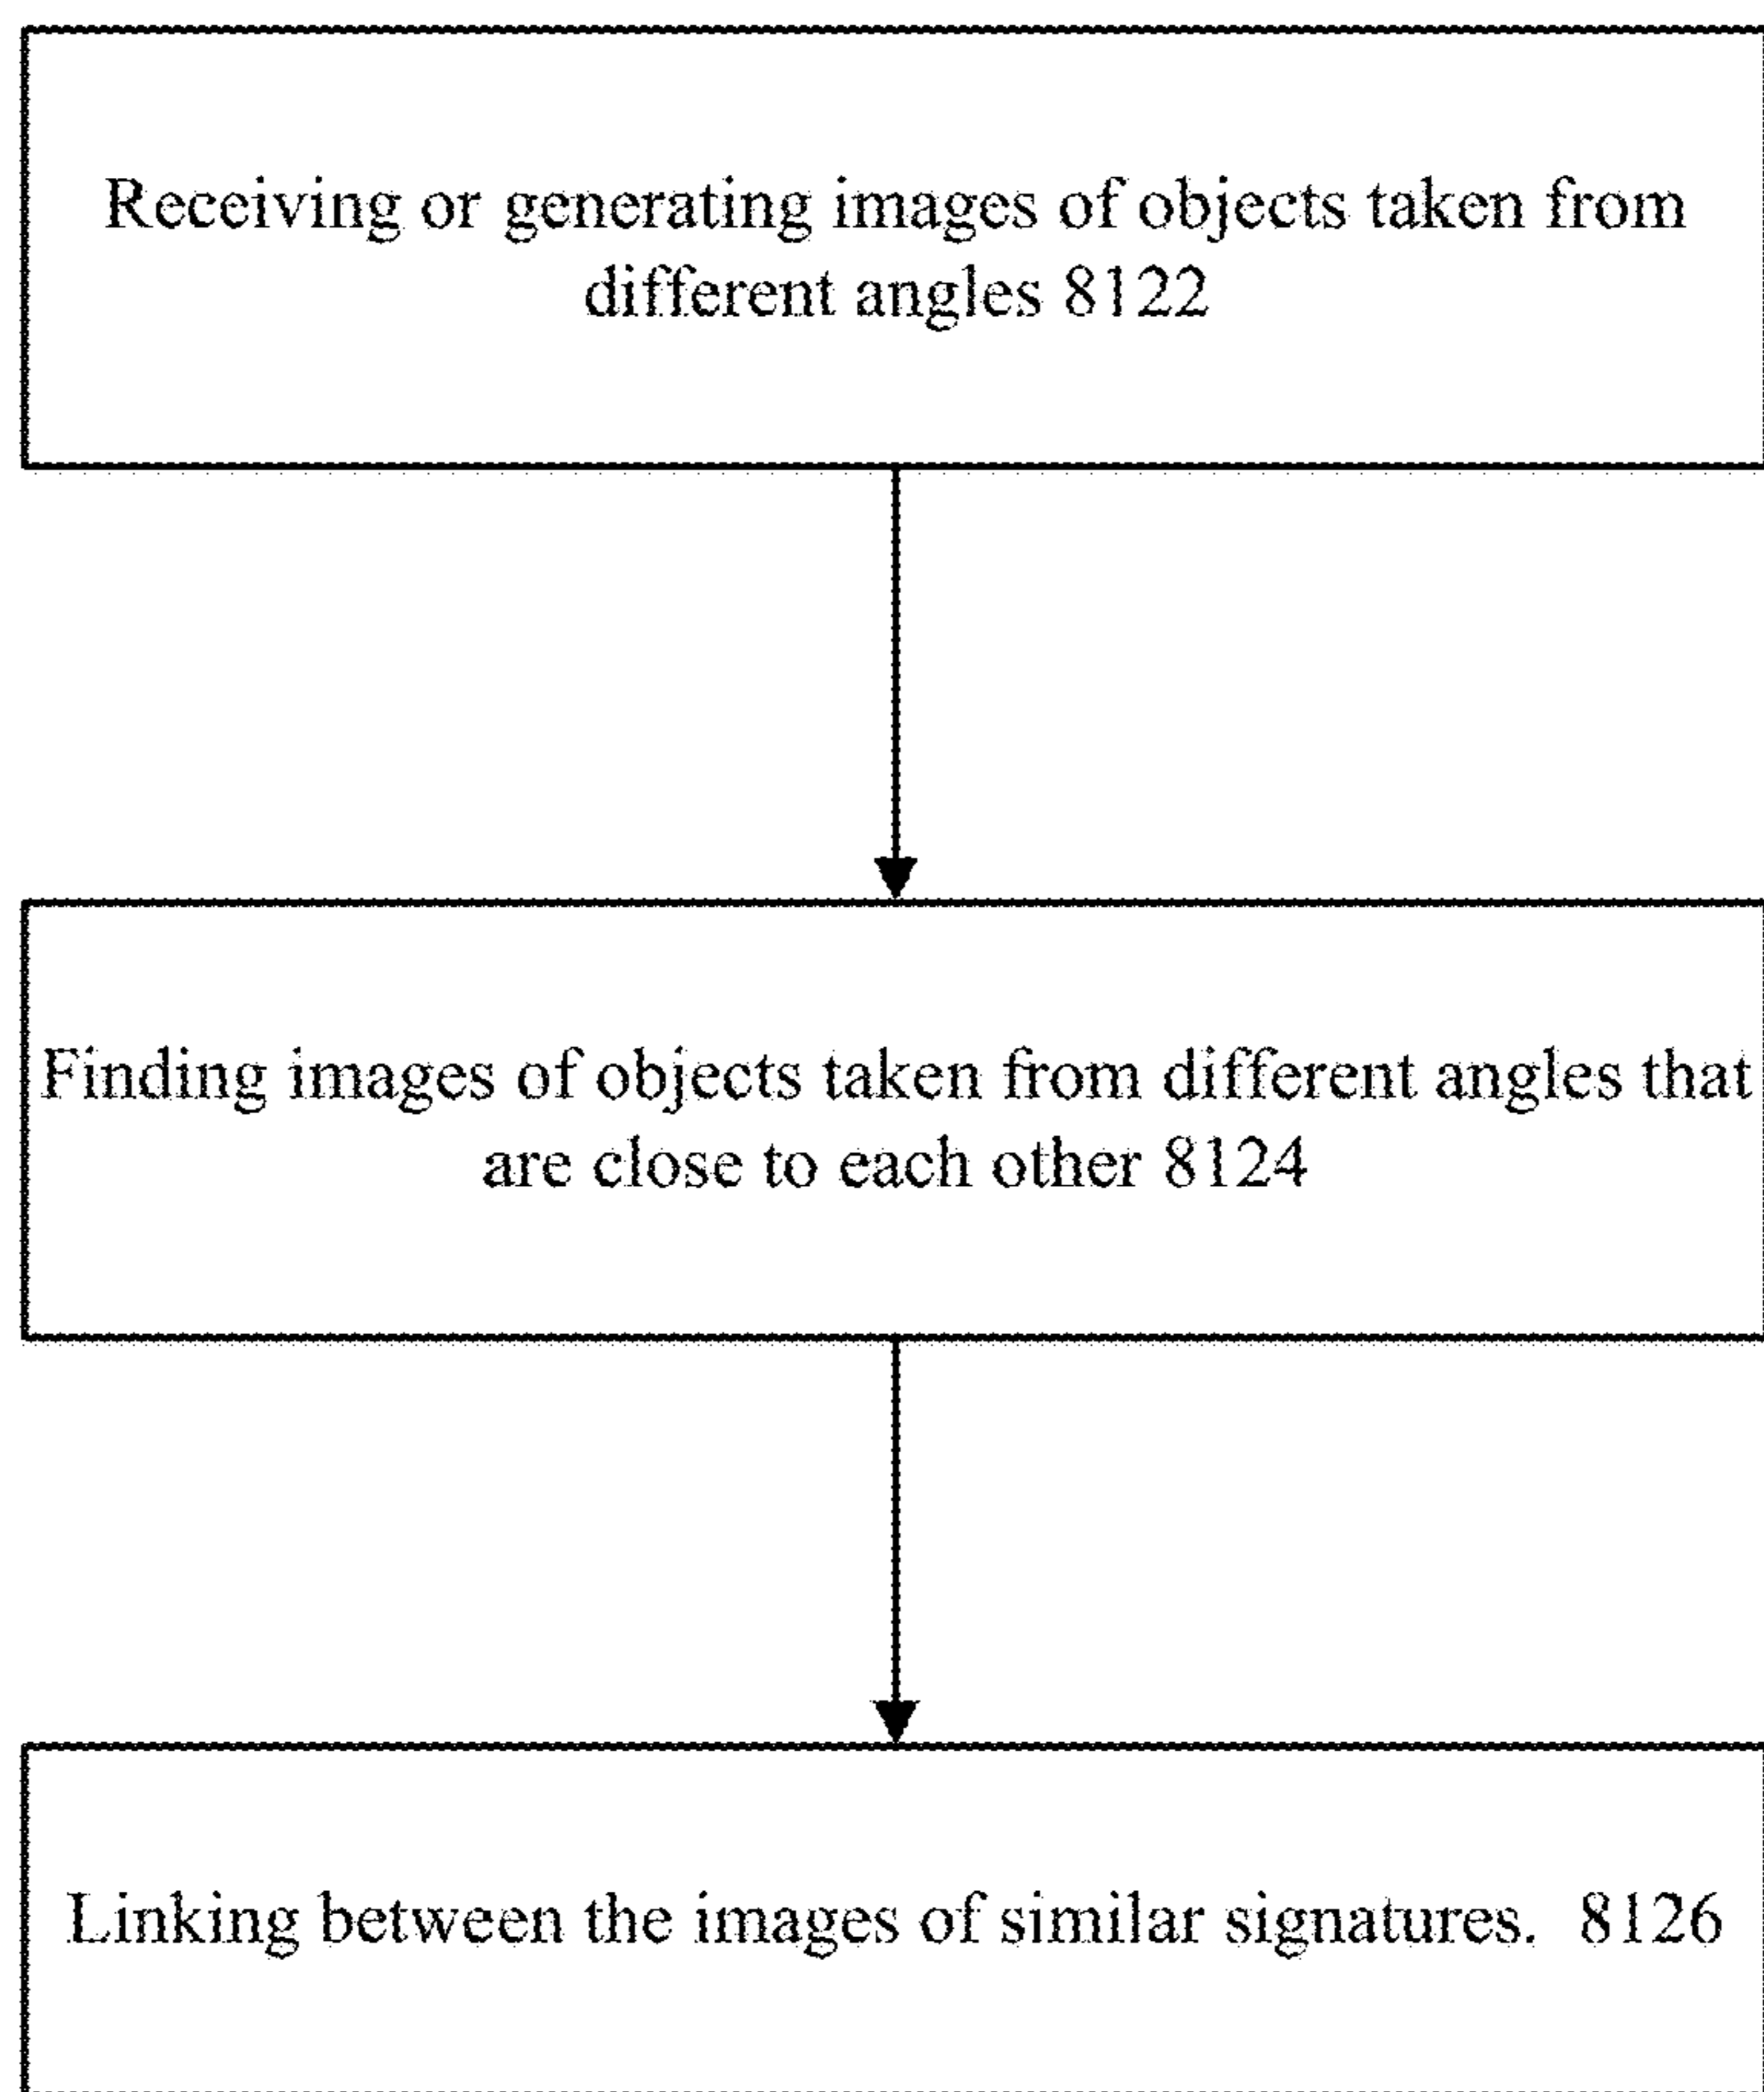 Receiving or generating images of objects taken from
different angles 8122
Finding images of objects taken from different angles that
are close to each other 8124
Linking between the images of similar signatures.  8126